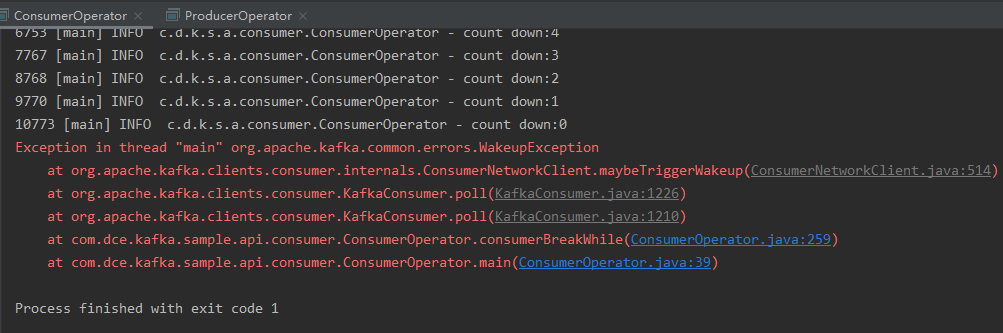 ConsumerOperator × ProducerOperator ×
6753 [main] INFO  c.d.k.s.a.consumer.ConsumerOperator - count down:4
7767 [main] INFO  c.d.k.s.a.consumer.ConsumerOperator - count down:3
8768 [main] INFO  c.d.k.s.a.consumer.ConsumerOperator - count down:2
9770 [main] INFO  c.d.k.s.a.consumer.ConsumerOperator - count down:1
10773 [main] INFO  c.d.k.s.a.consumer.ConsumerOperator - count down:0
Exception in thread "main" org.apache.kafka.common.errors.WakeupException
    at org.apache.kafka.clients.consumer.internals.ConsumerNetworkClient.maybeTriggerWakeup(ConsumerNetworkClient.java:514)
    at org.apache.kafka.clients.consumer.KafkaConsumer.poll(KafkaConsumer.java:1226)
    at org.apache.kafka.clients.consumer.KafkaConsumer.poll(KafkaConsumer.java:1210)
    at com.dce.kafka.sample.api.consumer.ConsumerOperator.consumerBreakWhile(ConsumerOperator.java:259)
    at com.dce.kafka.sample.api.consumer.ConsumerOperator.main(ConsumerOperator.java:39)
Process finished with exit code 1